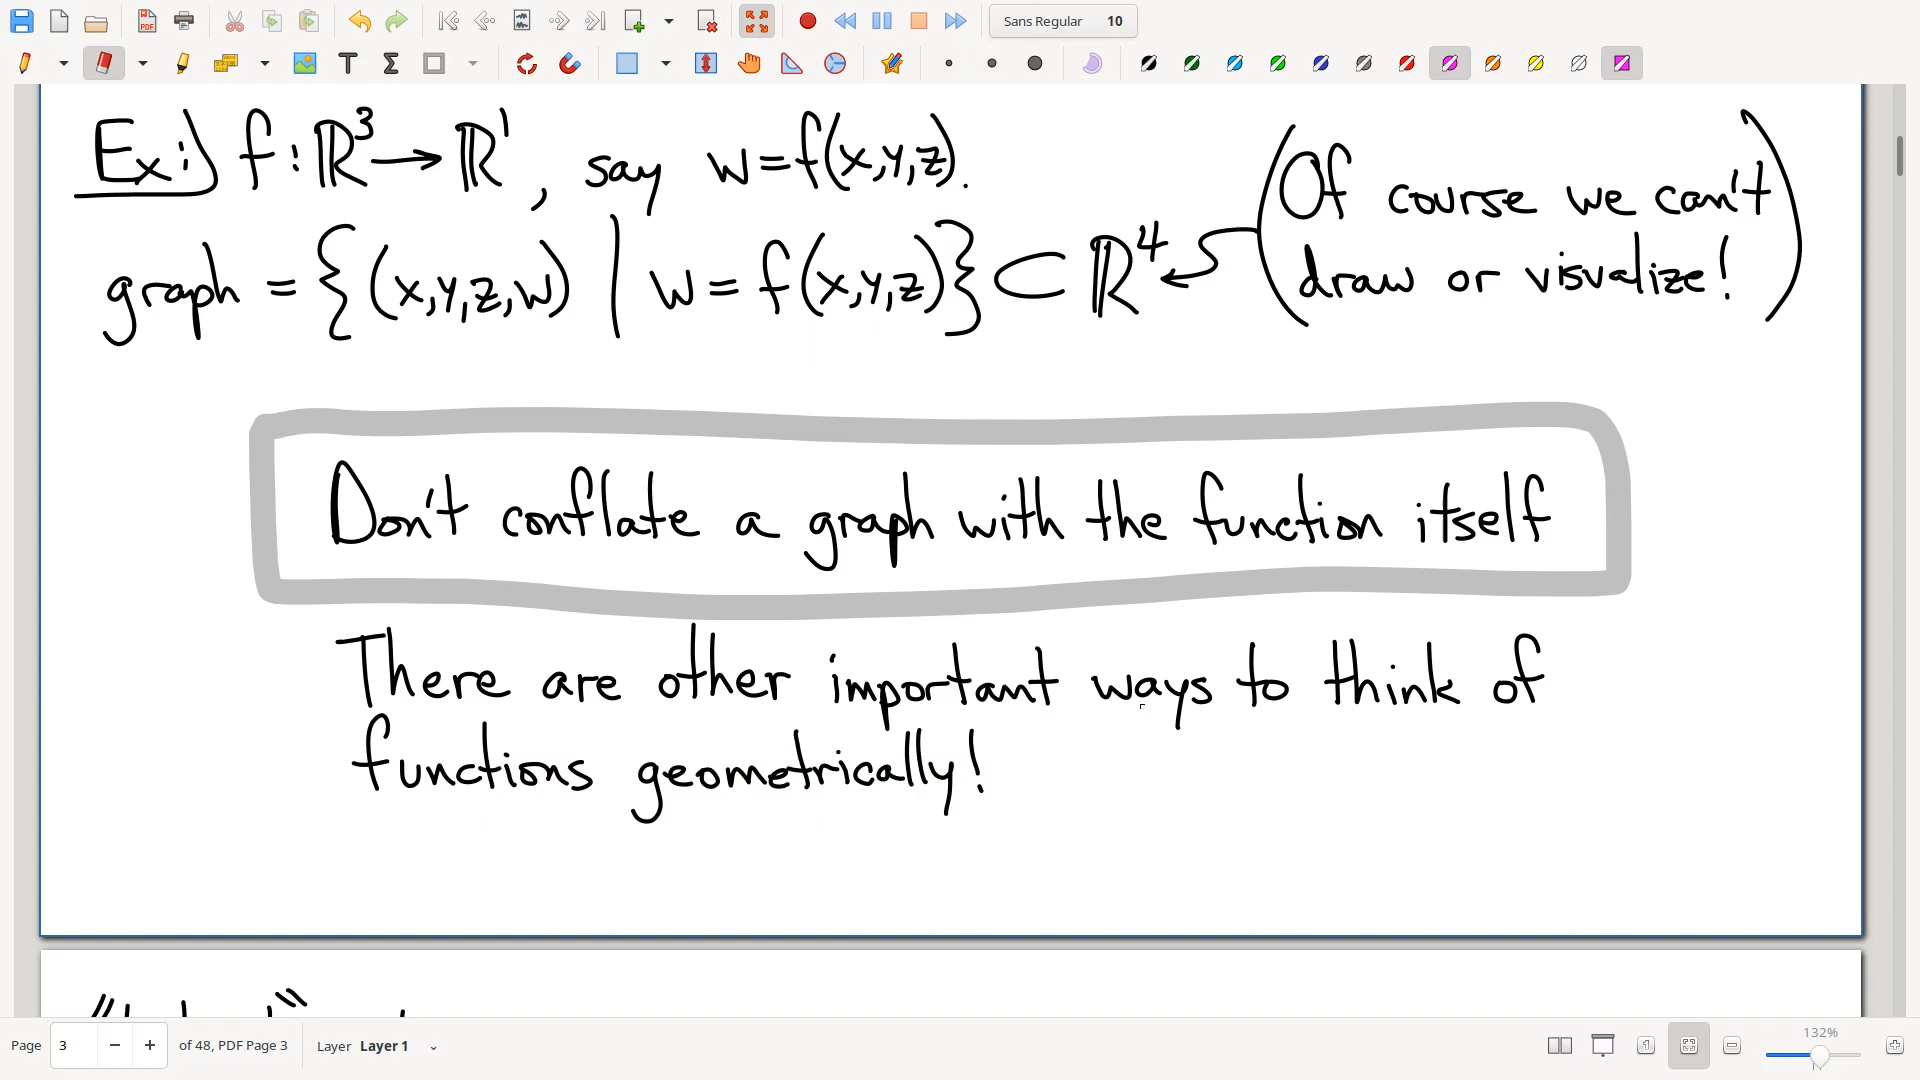 Sans Regular 10
Ex:) f: ℝ³ → ℝ¹, say w = f(x,y,z).
graph = {(x,y,z,w) | w = f(x,y,z)} ⊂ ℝ⁴
(Of course we can't
draw or visualize!)
Don't conflate a graph with the function itself
There are other important ways to think of
functions geometrically!
Page 3 of 48, PDF Page 3 Layer Layer 1
132%